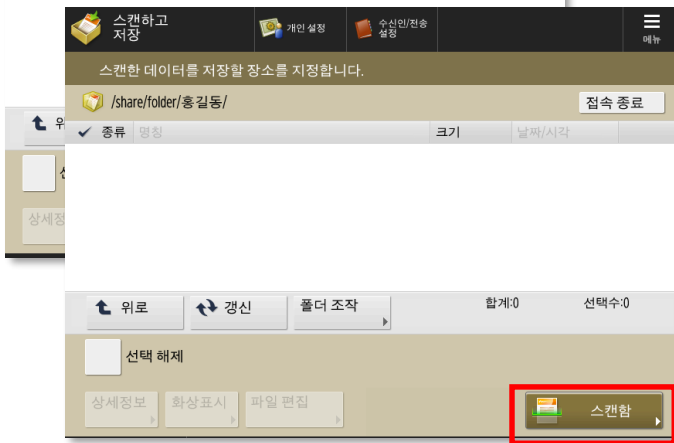 스캔하고
저장
개인 설정
수신인/전송
설정
메뉴
스캔한 데이터를 저장할 장소를 지정합니다.
/share/folder/홍길동/
접속 종료
종류 명칭 크기 날짜/시각
위로 갱신 폴더 조작 합계:0 선택수:0
선택 해제
상세정보 화상표시 파일 편집
스캔함